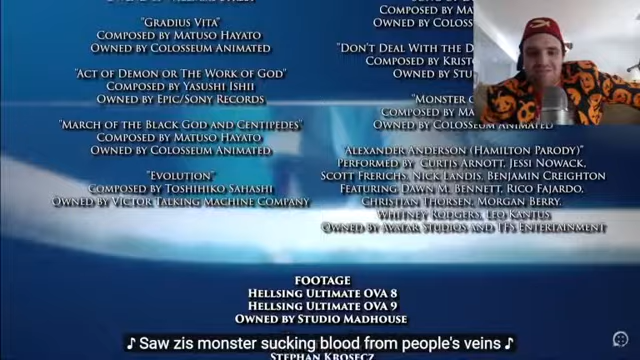 "Gradius Vita"
Composed by Matuso Hayato
Owned by Colosseum Animated
"Act of Demon or The Work of God"
Composed by Yasushi Ishii
Owned by Epic/Sony Records
"March of the Black God and Centipedes"
Composed by Matuso Hayato
Owned by Colosseum Animated
"Evolution"
Composed by Toshihiko Sahashi
Owned by Victor Talking Machine Company
Composed by
Owned by
"Don't Deal With the
Composed by
Owned by
"Monster
Composed by
Owned by Colosseum Animated
"Alexander Anderson (Hamilton Parody)"
Performed by Curtis Arnott, Jessi Nowack,
Scott Frerichs, Nick Landis, Benjamin Creighton
Featuring Dawn M. Bennett, Rico Fajardo,
Christjan Thorsen, Morgan Berry,
Whitney Rodgers, Leo Kantus
Owned by Avatar Studios and TFS Entertainment
FOOTAGE
Hellsing Ultimate OVA 8
Hellsing Ultimate OVA 9
Owned by Studio Madhouse
♪ Saw zis monster sucking blood from people's veins ♪
Stephan Krosecz